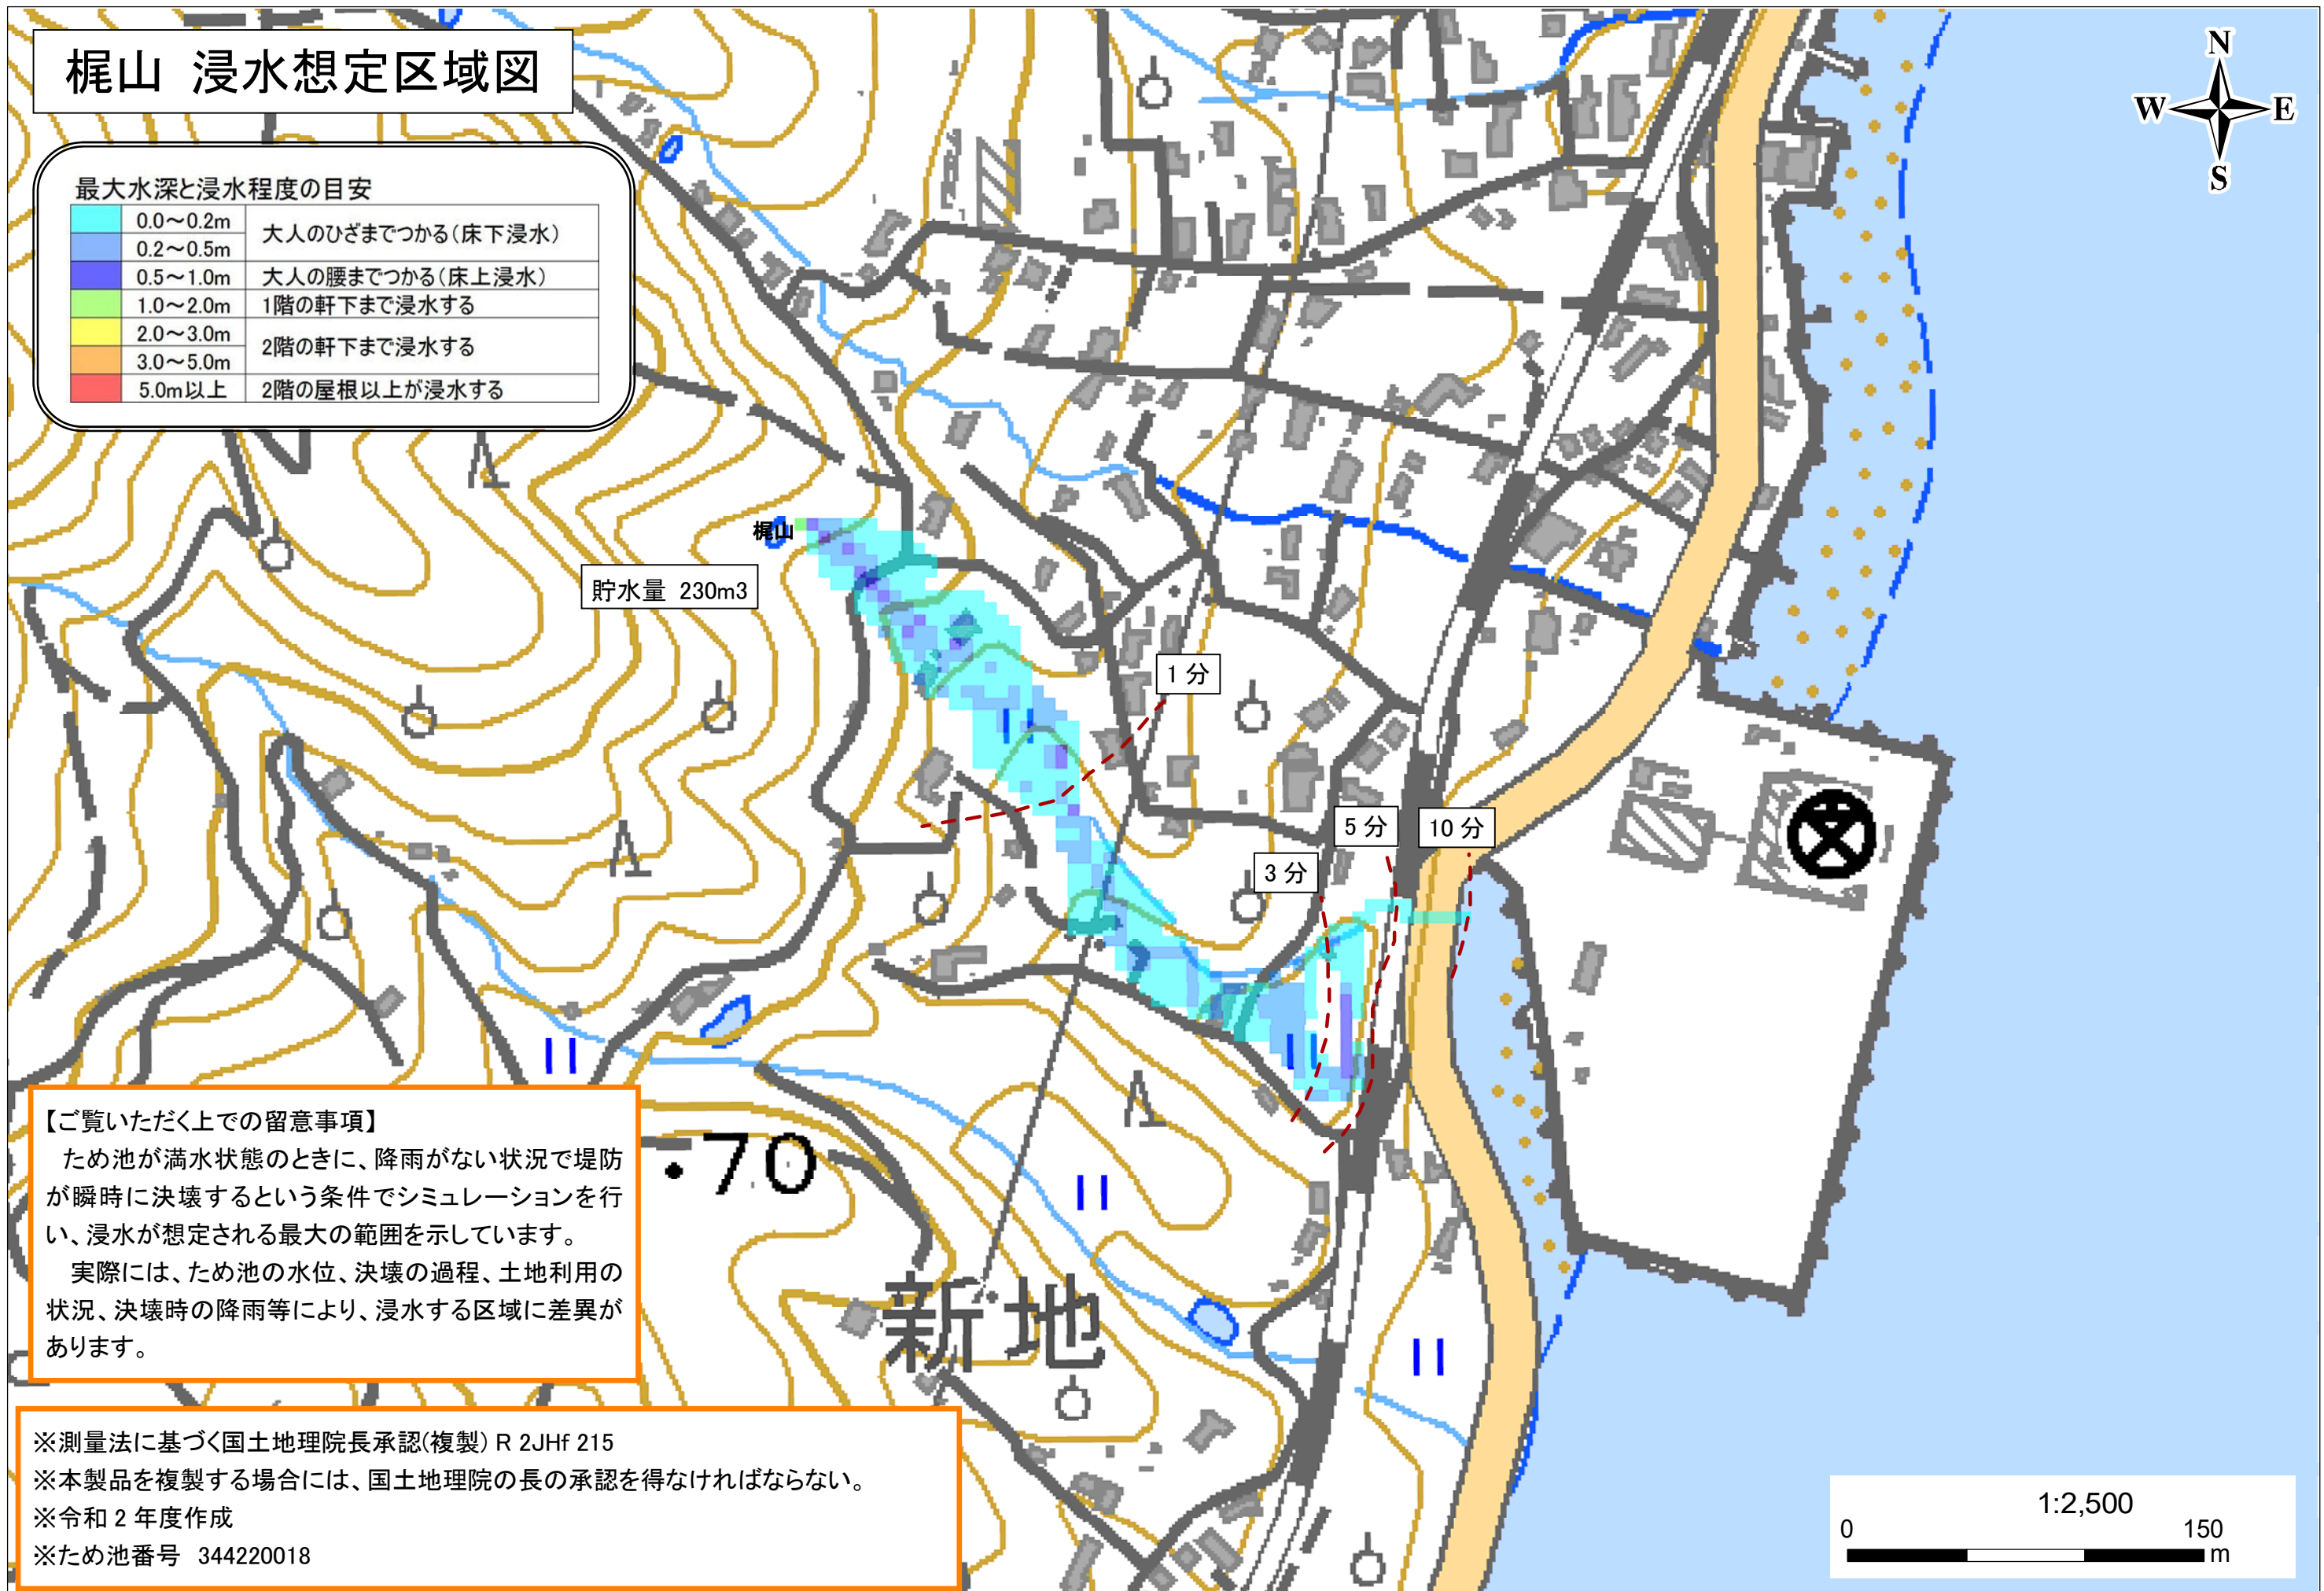 梶山 浸水想定区域図
N
W
E
S
最大水深と浸水程度の目安
0.0～0.2m
大人のひざまでつかる(床下浸水)
0.2～0.5m
0.5～1.0m
大人の腰までつかる(床上浸水)
1.0～2.0m
1階の軒下まで浸水する
2.0～3.0m
2階の軒下まで浸水する
3.0～5.0m
5.0m以上
2階の屋根以上が浸水する
梶山
貯水量 230m3
1 分
5 分
10 分
3 分
【ご覧いただく上での留意事項】
ため池が満水状態のときに、降雨がない状況で堤防
が瞬時に決壊するという条件でシミュレーションを行
い、浸水が想定される最大の範囲を示しています。
実際には、ため池の水位、決壊の過程、土地利用の
状況、決壊時の降雨等により、浸水する区域に差異が
あります。
・70
新地
※測量法に基づく国土地理院長承認(複製) R 2JHf 215
※本製品を複製する場合には、国土地理院の長の承認を得なければならない。
※令和 2 年度作成
※ため池番号 344220018
1:2,500
0
150
m